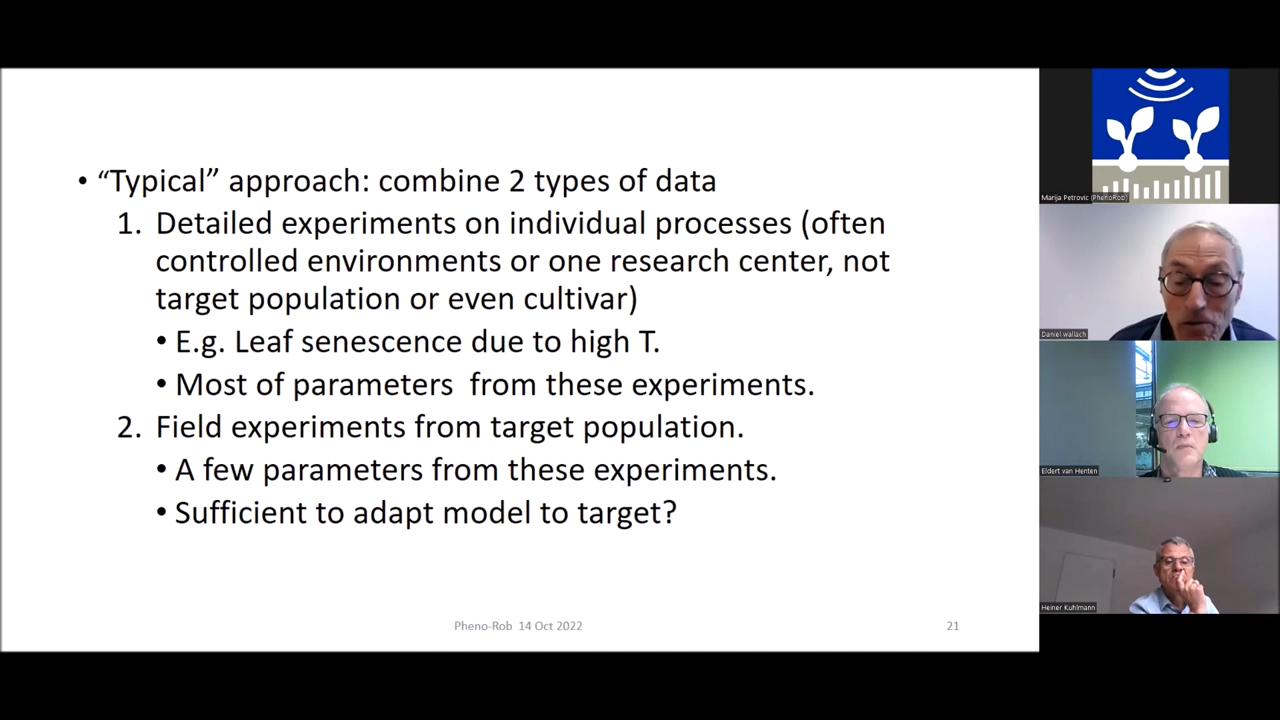 • “Typical” approach: combine 2 types of data
1. Detailed experiments on individual processes (often
controlled environments or one research center, not
target population or even cultivar)
• E.g. Leaf senescence due to high T.
• Most of parameters from these experiments.
2. Field experiments from target population.
• A few parameters from these experiments.
• Sufficient to adapt model to target?
Pheno-Rob 14 Oct 2022
21
Marija Petrovic (PhenoRob)
Daniel wallach
Eldert van Henten
Heiner Kuhlmann